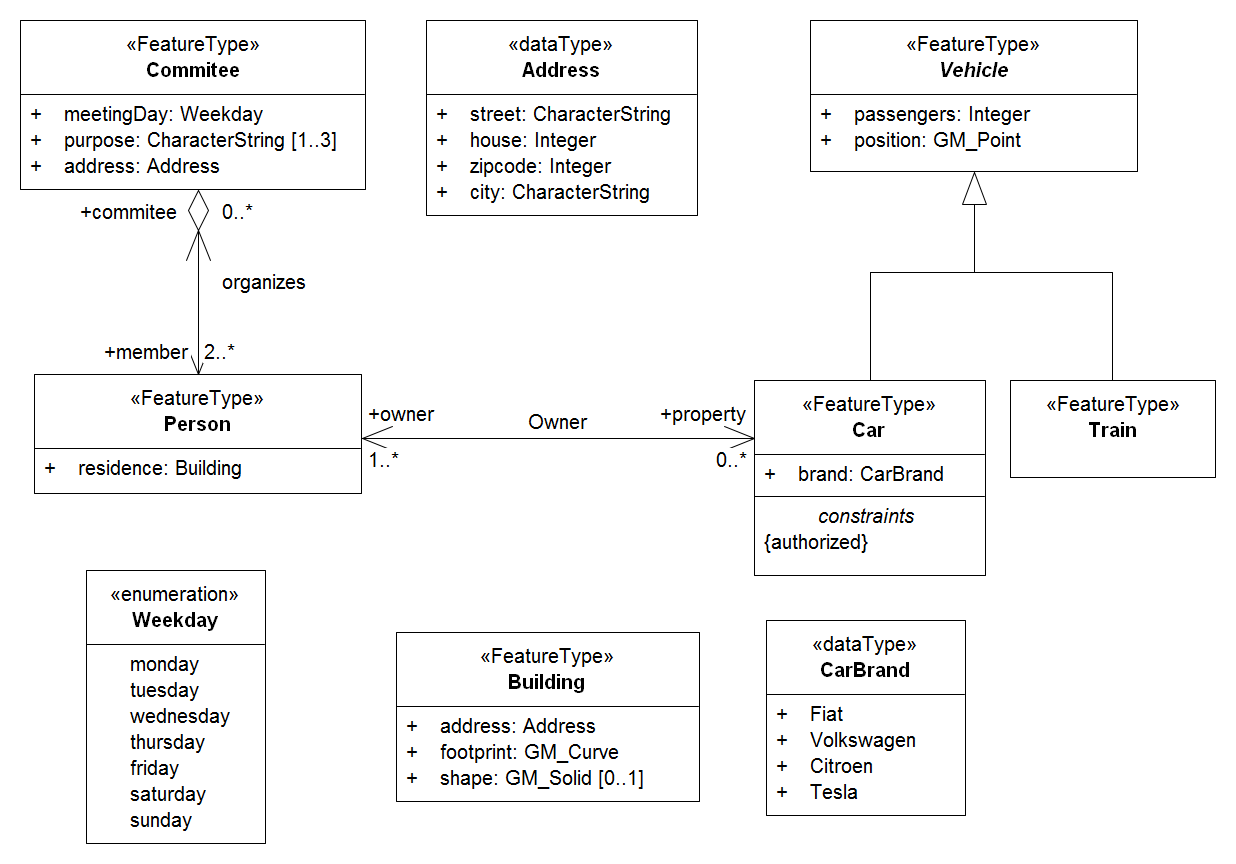 «FeatureType»
Commitee
+ meetingDay: Weekday
+ purpose: CharacterString [1..3]
+ address: Address
«dataType»
Address
+ street: CharacterString
+ house: Integer
+ zipcode: Integer
+ city: CharacterString
«FeatureType»
Vehicle
+ passengers: Integer
+ position: GM_Point
+commitee 0..*
organizes
+member 2..*
«FeatureType»
Person
+ residence: Building
+owner
1..*
Owner
+property
0..*
«FeatureType»
Car
+ brand: CarBrand
constraints
{authorized}
«FeatureType»
Train
«enumeration»
Weekday
monday
tuesday
wednesday
thursday
friday
saturday
sunday
«FeatureType»
Building
+ address: Address
+ footprint: GM_Curve
+ shape: GM_Solid [0..1]
«dataType»
CarBrand
+ Fiat
+ Volkswagen
+ Citroen
+ Tesla